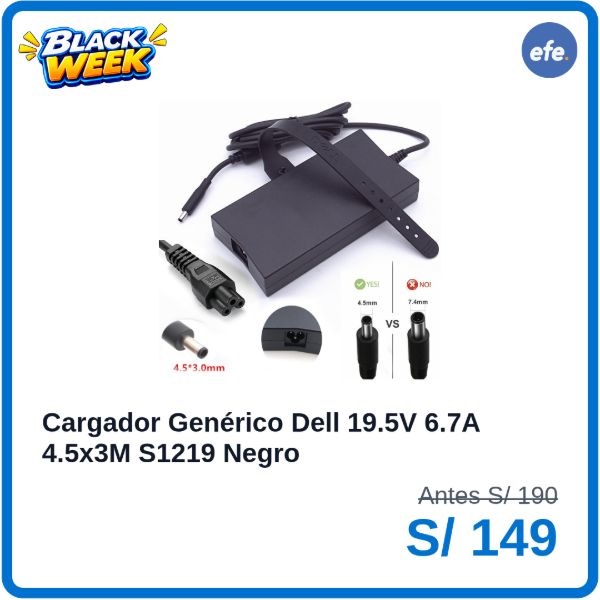 BLACK
WEEK
efe.
YES!
NO!
4.5mm
7.4mm
VS
4.5*3.0mm
Cargador Genérico Dell 19.5V 6.7A
4.5x3M S1219 Negro
Antes S/ 190
S/ 149